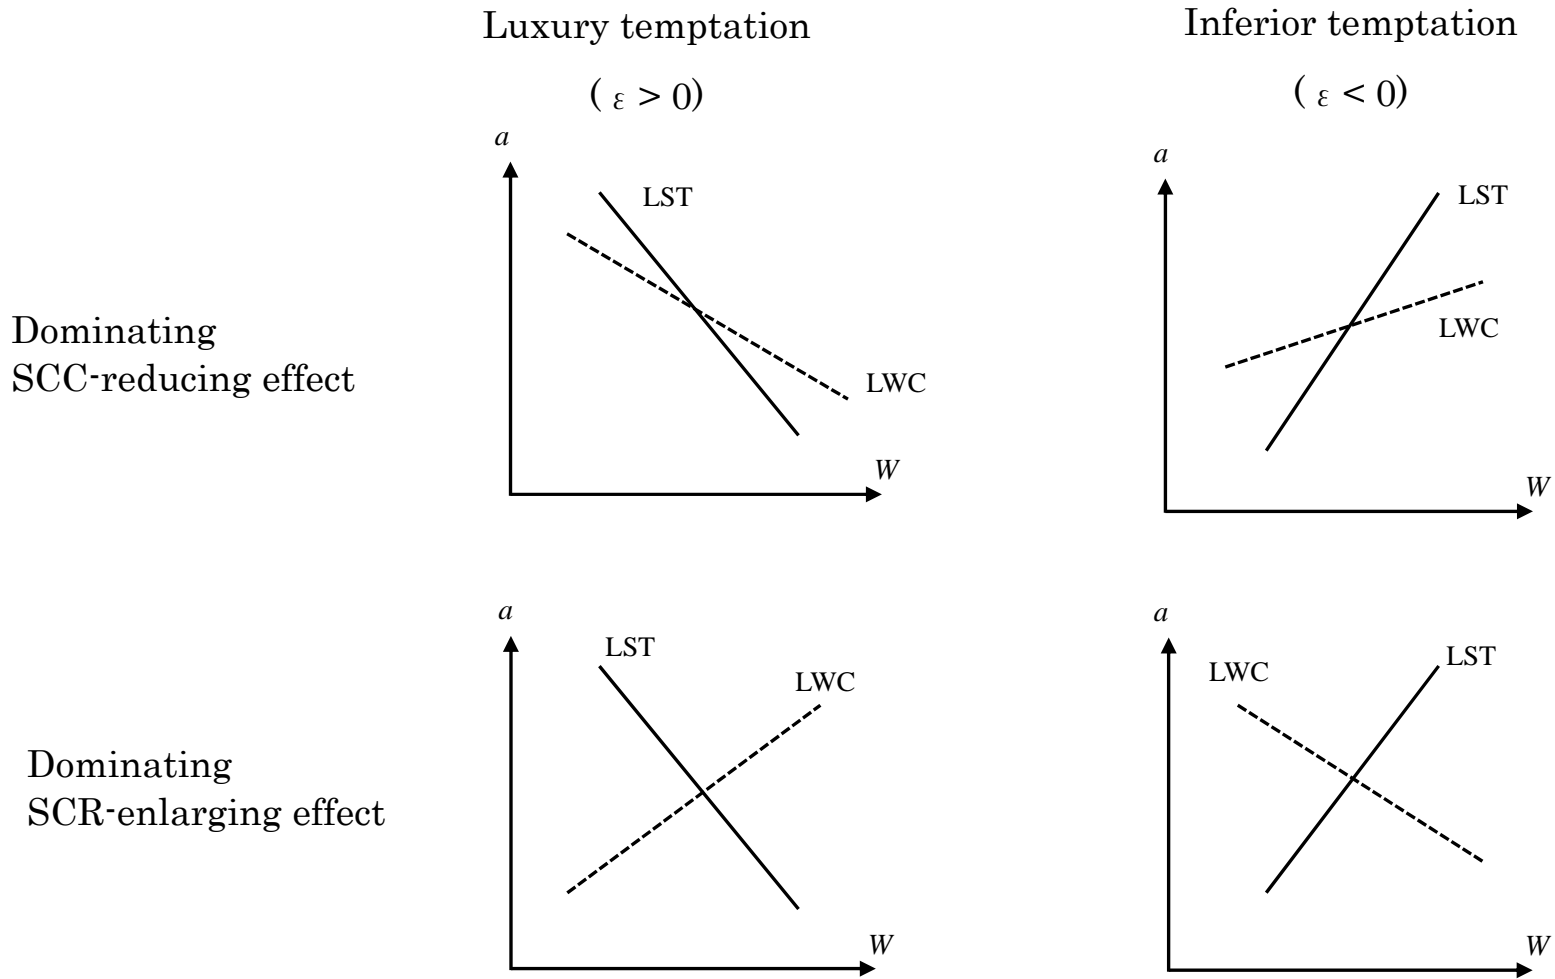 Luxury temptation
Inferior temptation
( ε > 0)
( ε < 0)
a
LST
LWC
W
a
LST
LWC
W
Dominating
SCC-reducing effect
a
LST
LWC
W
a
LWC
LST
W
Dominating
SCR-enlarging effect